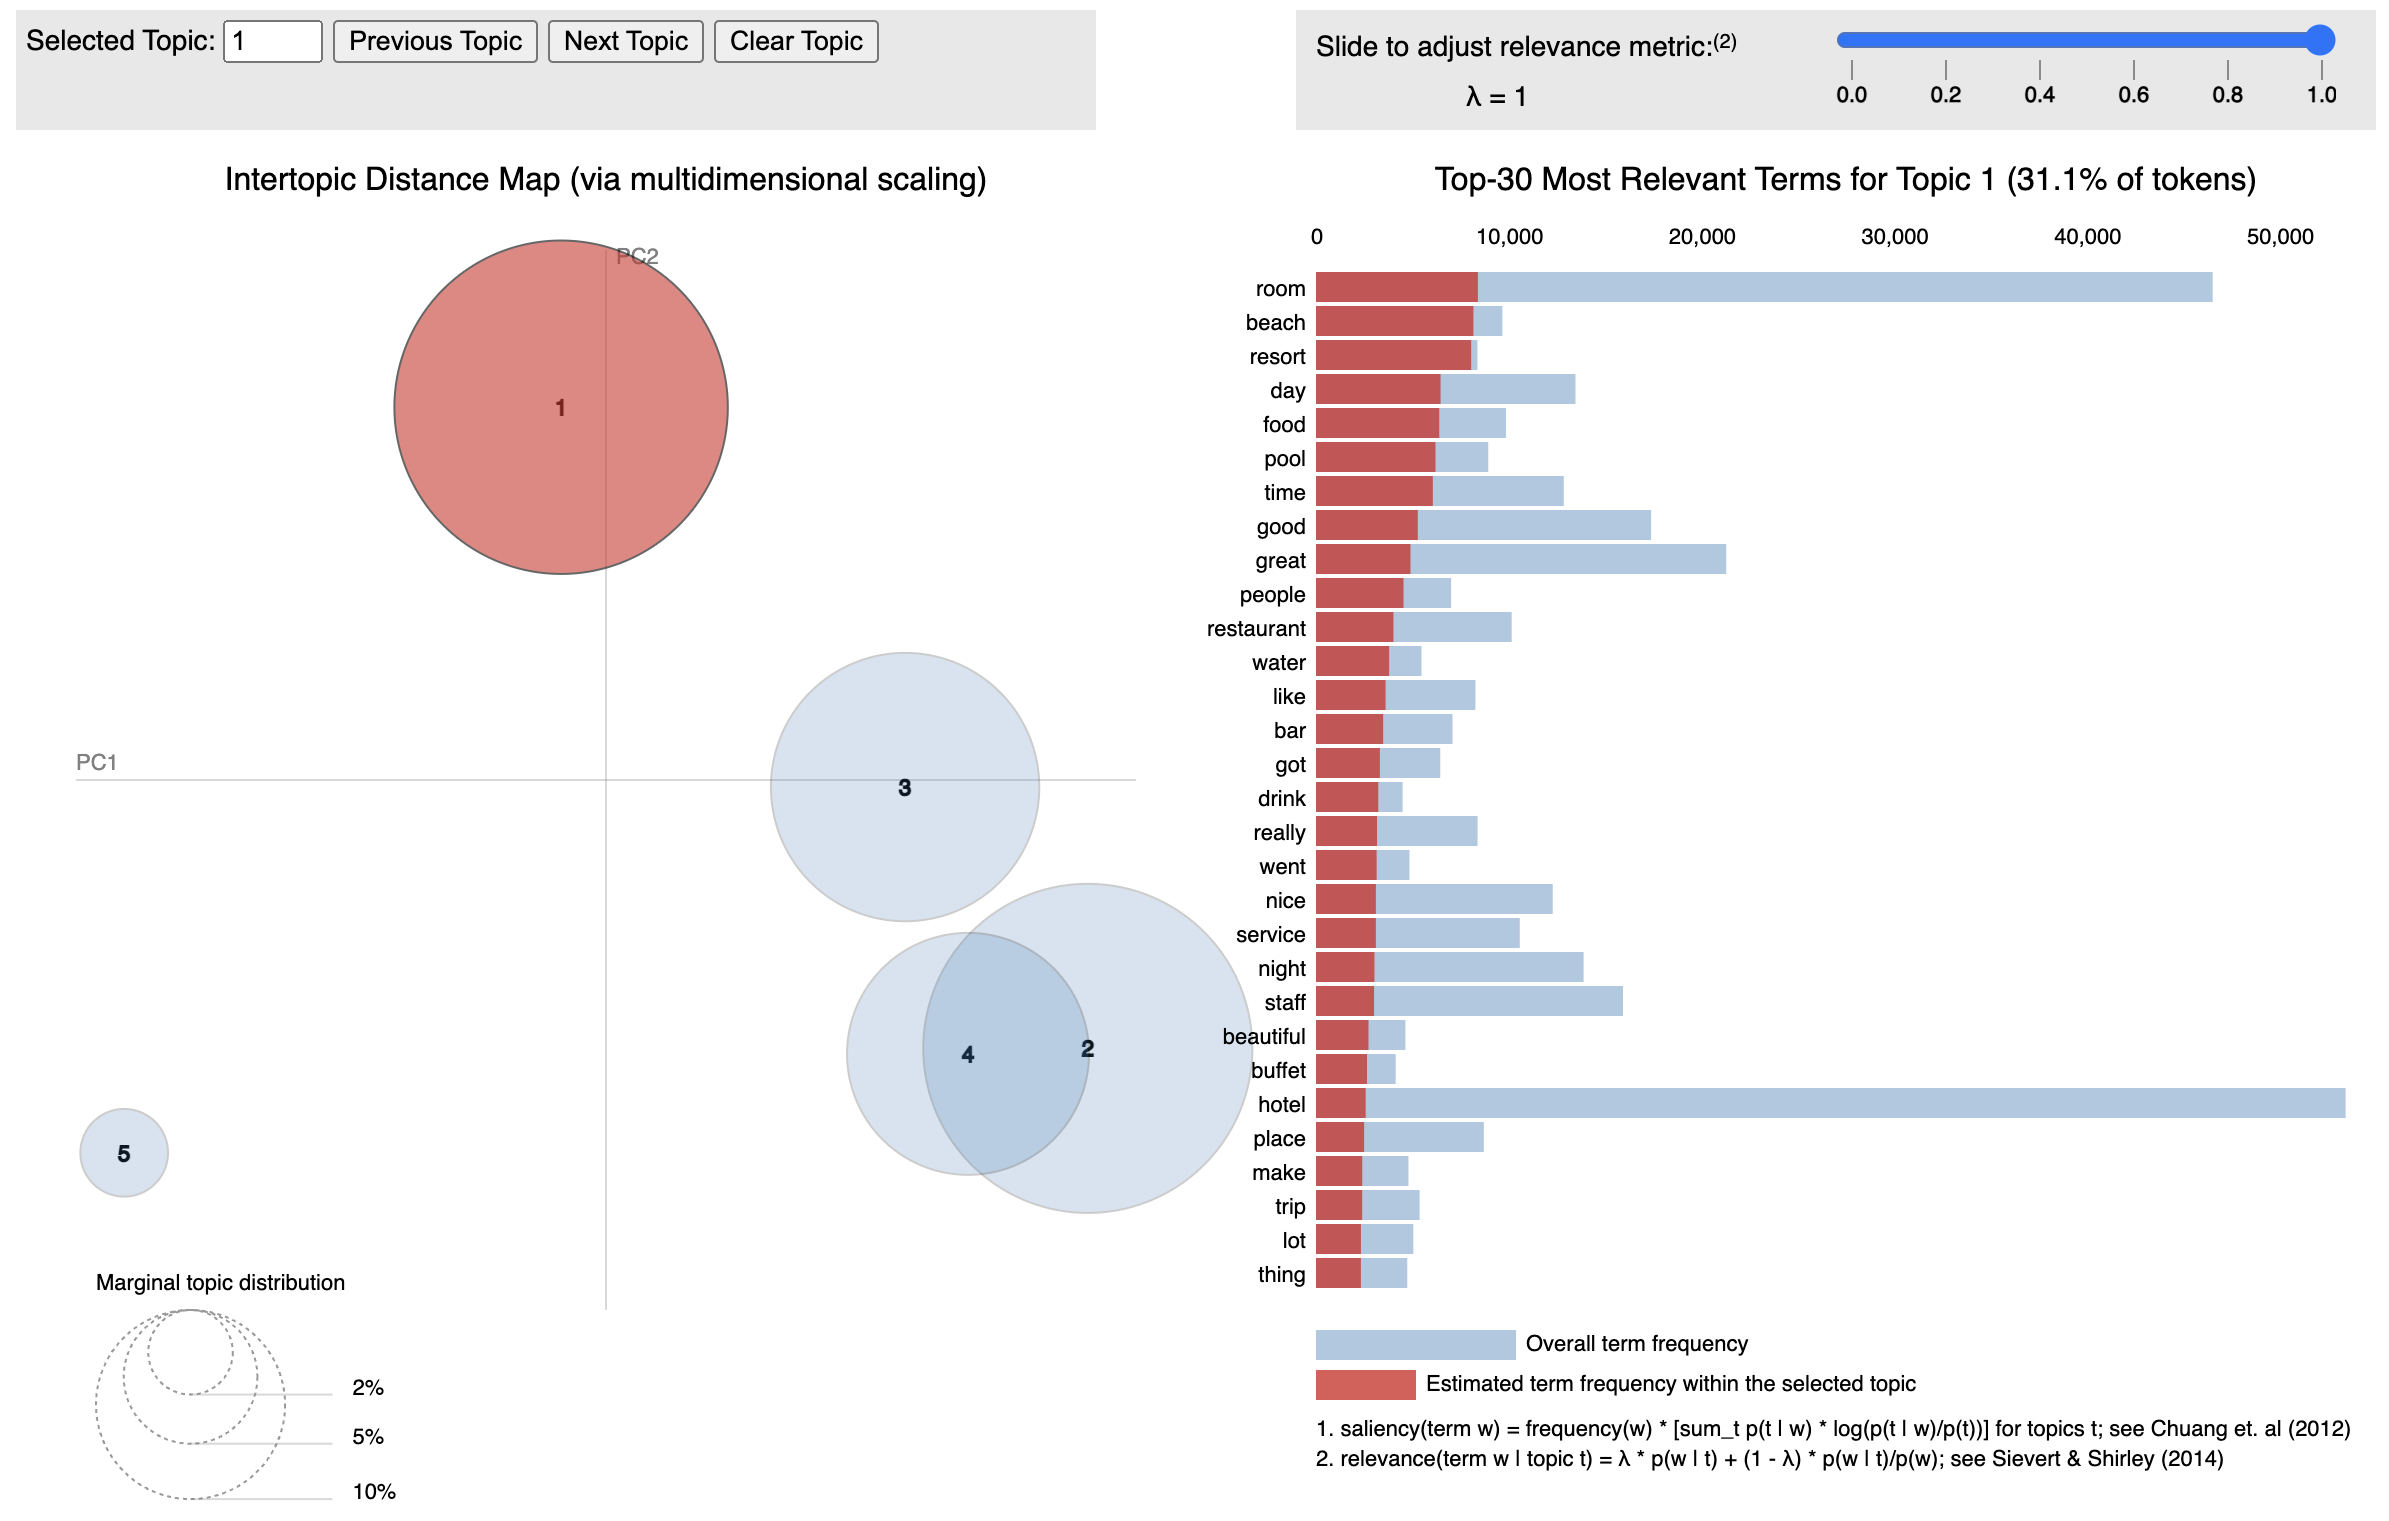 Selected Topic: 1 Previous Topic Next Topic Clear Topic
Slide to adjust relevance metric:(2)
λ = 1
0.0 0.2 0.4 0.6 0.8 1.0
Intertopic Distance Map (via multidimensional scaling)
PC2
PC1
1
3
4
2
5
Marginal topic distribution
2%
5%
10%
Top-30 Most Relevant Terms for Topic 1 (31.1% of tokens)
0 10,000 20,000 30,000 40,000 50,000
room
beach
resort
day
food
pool
time
good
great
people
restaurant
water
like
bar
got
drink
really
went
nice
service
night
staff
beautiful
buffet
hotel
place
make
trip
lot
thing
Overall term frequency
Estimated term frequency within the selected topic
1. saliency(term w) = frequency(w) * [sum_t p(t | w) * log(p(t | w)/p(t))] for topics t; see Chuang et. al (2012)
2. relevance(term w | topic t) = λ * p(w | t) + (1 - λ) * p(w | t)/p(w); see Sievert & Shirley (2014)